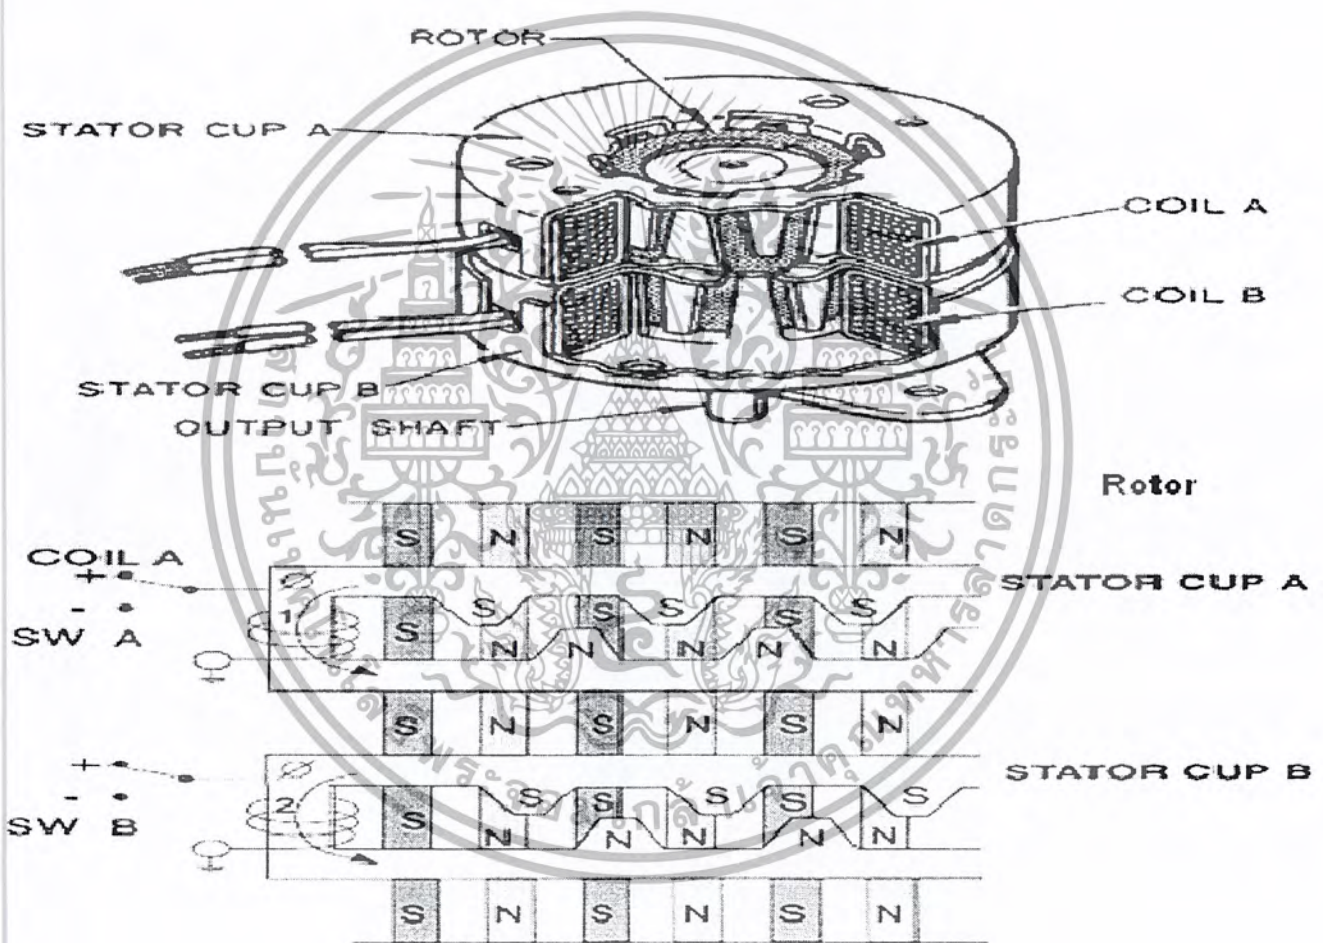 ROTOR
STATOR CUP A
COIL A
COIL B
STATOR CUP B
OUTPUT SHAFT
Rotor
S N S N S N
COIL A
+
-
SW A
Ø
1
STATOR CUP A
S S S
S S S
N N N N N
S N S N S N
+
-
SW B
Ø
2
STATOR CUP B
S S S S S
S
N N N N N
S N S N S N